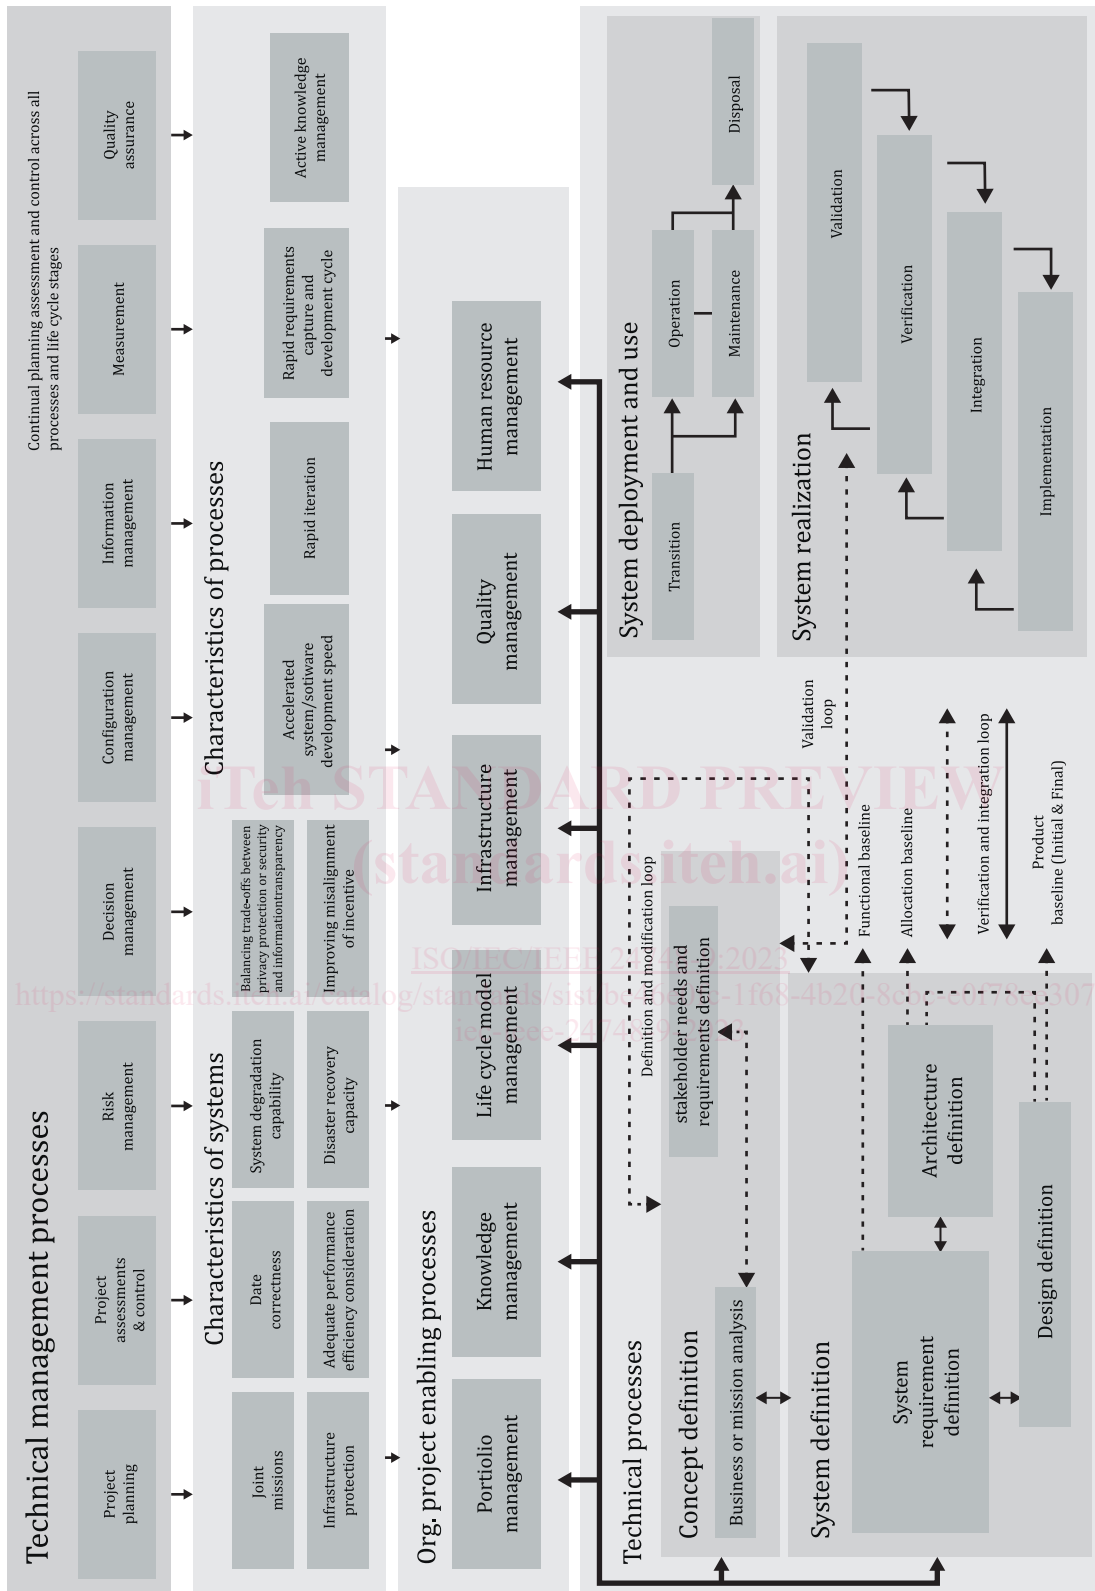 Technical management processes
Continual planning assessment and control across all
processes and life cycle stages
Project
planning
Project
assessments
& control
Risk
management
Decision
management
Configuration
management
Information
management
Measurement
Quality
assurance
Characteristics of systems
Joint
missions
Date
correctness
System degradation
capability
Balancing trade-offs between
privacy protection or security
and informationtransparency
Infrastructure
protection
Adequate performance
efficiency consideration
Disaster recovery
capacity
Improving misalignment
of incentive
Characteristics of processes
Accelerated
system/sotiware
development speed
Rapid iteration
Rapid requirements
capture and
development cycle
Active knowledge
management
Org. project enabling processes
Portiolio
management
Knowledge
management
Life cycle model
management
Infrastructure
management
Quality
management
Human resource
management
Technical processes
Concept definition
Business or mission analysis
stakeholder needs and
requirements definition
Definition and modification loop
System definition
System
requirement
definition
Architecture
definition
Design definition
Functional baseline
Allocation baseline
Verification and integration loop
Product
baseline (Initial & Final)
Validation
loop
System deployment and use
Transition
Operation
Maintenance
Disposal
System realization
Validation
Verification
Integration
Implementation
iTeh STANDARD PREVIEW
(standards.iteh.ai)